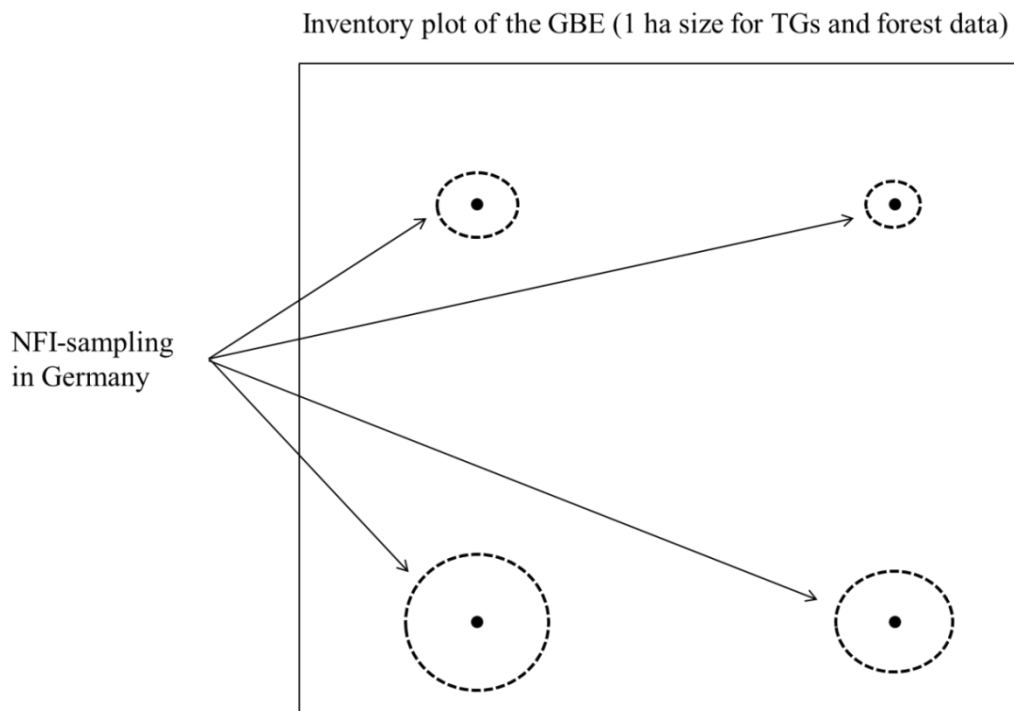 Inventory plot of the GBE (1 ha size for TGs and forest data)
NFI-sampling
in Germany